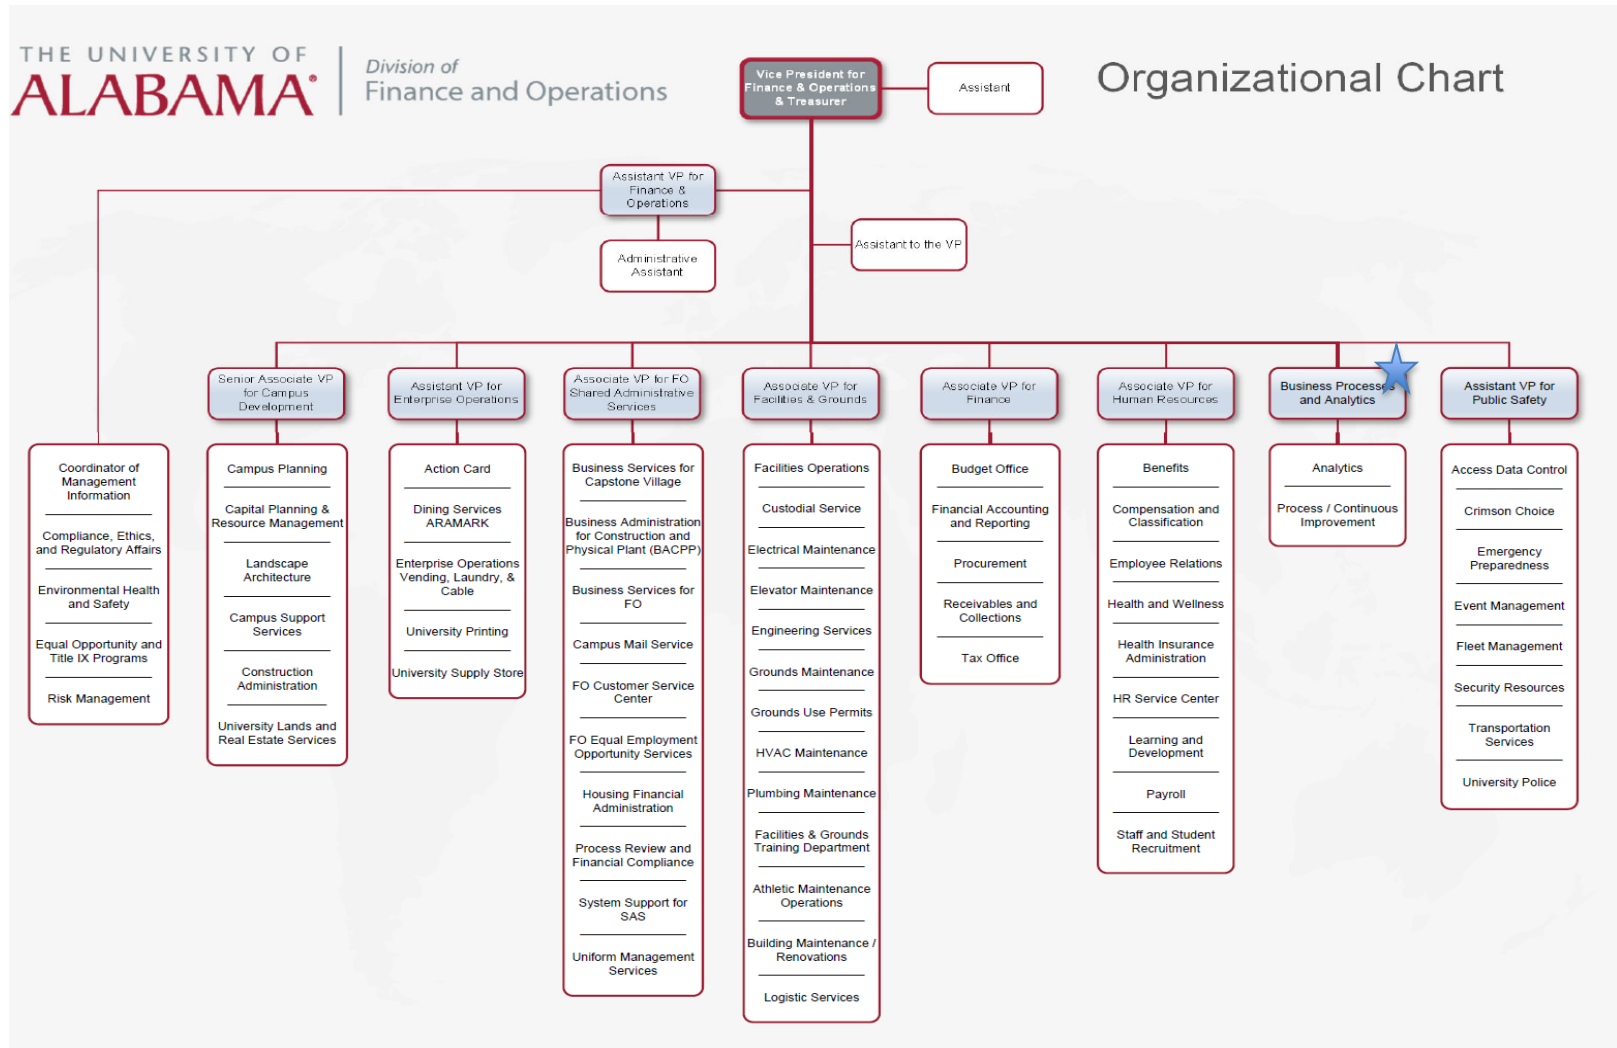 THE UNIVERSITY OF
ALABAMA
Division of
Finance and Operations
Organizational Chart
Vice President for
Finance & Operations
& Treasurer
Assistant
Assistant VP for
Finance &
Operations
Administrative
Assistant
Assistant to the VP
Coordinator of
Management
Information
Compliance, Ethics,
and Regulatory Affairs
Environmental Health
and Safety
Equal Opportunity and
Title IX Programs
Risk Management
Senior Associate VP
for Campus
Development
Campus Planning
Capital Planning &
Resource Management
Landscape
Architecture
Campus Support
Services
Construction
Administration
University Lands and
Real Estate Services
Assistant VP for
Enterprise Operations
Action Card
Dining Services
ARAMARK
Enterprise Operations
Vending, Laundry, &
Cable
University Printing
University Supply Store
Associate VP for FO
Shared Administrative
Services
Business Services for
Capstone Village
Business Administration
for Construction and
Physical Plant (BACPP)
Business Services for
FO
Campus Mail Service
FO Customer Service
Center
FO Equal Employment
Opportunity Services
Housing Financial
Administration
Process Review and
Financial Compliance
System Support for
SAS
Uniform Management
Services
Associate VP for
Facilities & Grounds
Facilities Operations
Custodial Service
Electrical Maintenance
Elevator Maintenance
Engineering Services
Grounds Maintenance
Grounds Use Permits
HVAC Maintenance
Plumbing Maintenance
Facilities & Grounds
Training Department
Athletic Maintenance
Operations
Building Maintenance /
Renovations
Logistic Services
Associate VP for
Finance
Budget Office
Financial Accounting
and Reporting
Procurement
Receivables and
Collections
Tax Office
Associate VP for
Human Resources
Benefits
Compensation and
Classification
Employee Relations
Health and Wellness
Health Insurance
Administration
HR Service Center
Learning and
Development
Payroll
Staff and Student
Recruitment
Business Processes
and Analytics
Analytics
Process / Continuous
Improvement
Assistant VP for
Public Safety
Access Data Control
Crimson Choice
Emergency
Preparedness
Event Management
Fleet Management
Security Resources
Transportation
Services
University Police